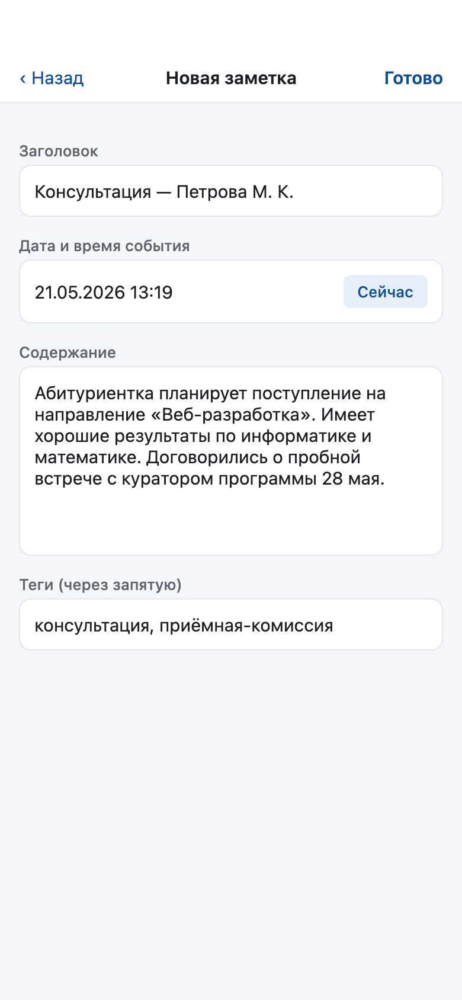 ‹ Назад
Новая заметка
Готово
Заголовок
Консультация — Петрова М. К.
Дата и время события
21.05.2026 13:19
Сейчас
Содержание
Абитуриентка планирует поступление на
направление «Веб-разработка». Имеет
хорошие результаты по информатике и
математике. Договорились о пробной
встрече с куратором программы 28 мая.
Теги (через запятую)
консультация, приёмная-комиссия